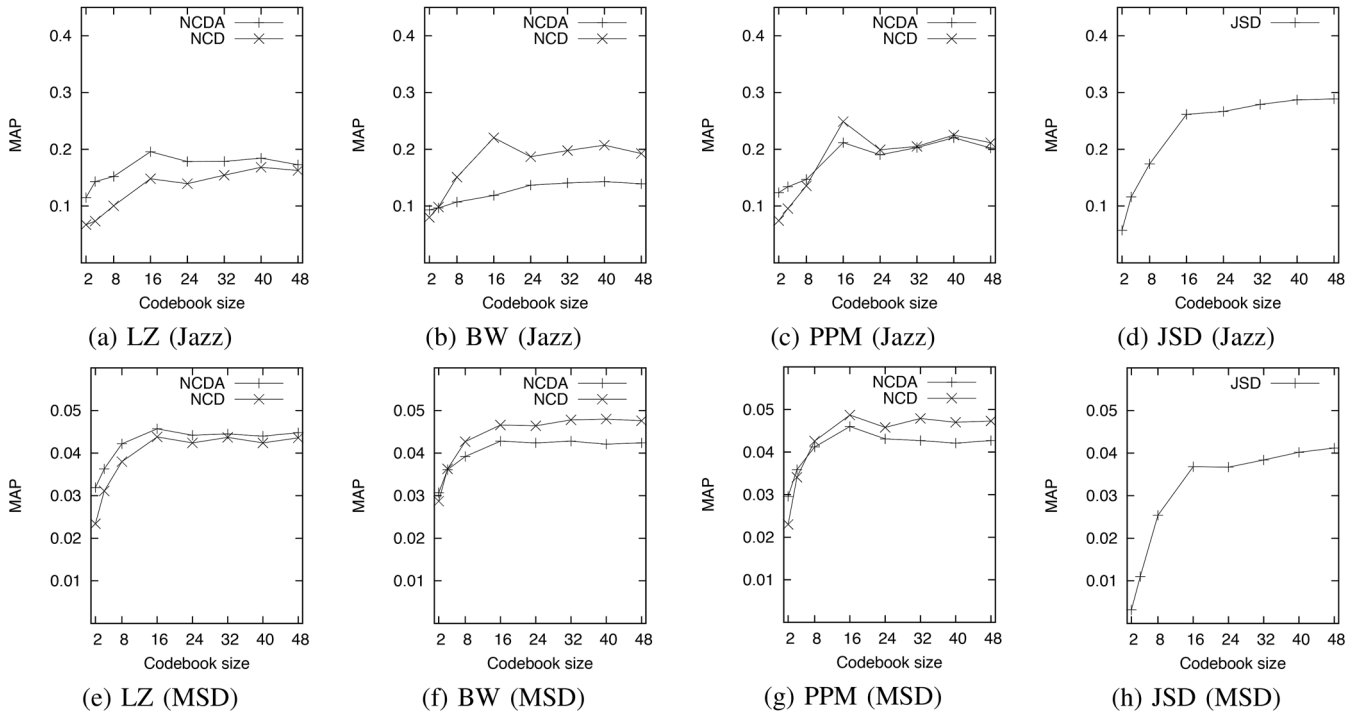 NCDA
NCD
0.4
0.3
0.2
0.1
MAP
2 8 16 24 32 40 48
Codebook size
(a) LZ (Jazz)
NCDA
NCD
0.4
0.3
0.2
0.1
MAP
2 8 16 24 32 40 48
Codebook size
(b) BW (Jazz)
NCDA
NCD
0.4
0.3
0.2
0.1
MAP
2 8 16 24 32 40 48
Codebook size
(c) PPM (Jazz)
JSD
0.4
0.3
0.2
0.1
MAP
2 8 16 24 32 40 48
Codebook size
(d) JSD (Jazz)
NCDA
NCD
0.05
0.04
0.03
0.02
0.01
MAP
2 8 16 24 32 40 48
Codebook size
(e) LZ (MSD)
NCDA
NCD
0.05
0.04
0.03
0.02
0.01
MAP
2 8 16 24 32 40 48
Codebook size
(f) BW (MSD)
NCDA
NCD
0.05
0.04
0.03
0.02
0.01
MAP
2 8 16 24 32 40 48
Codebook size
(g) PPM (MSD)
JSD
0.05
0.04
0.03
0.02
0.01
MAP
2 8 16 24 32 40 48
Codebook size
(h) JSD (MSD)